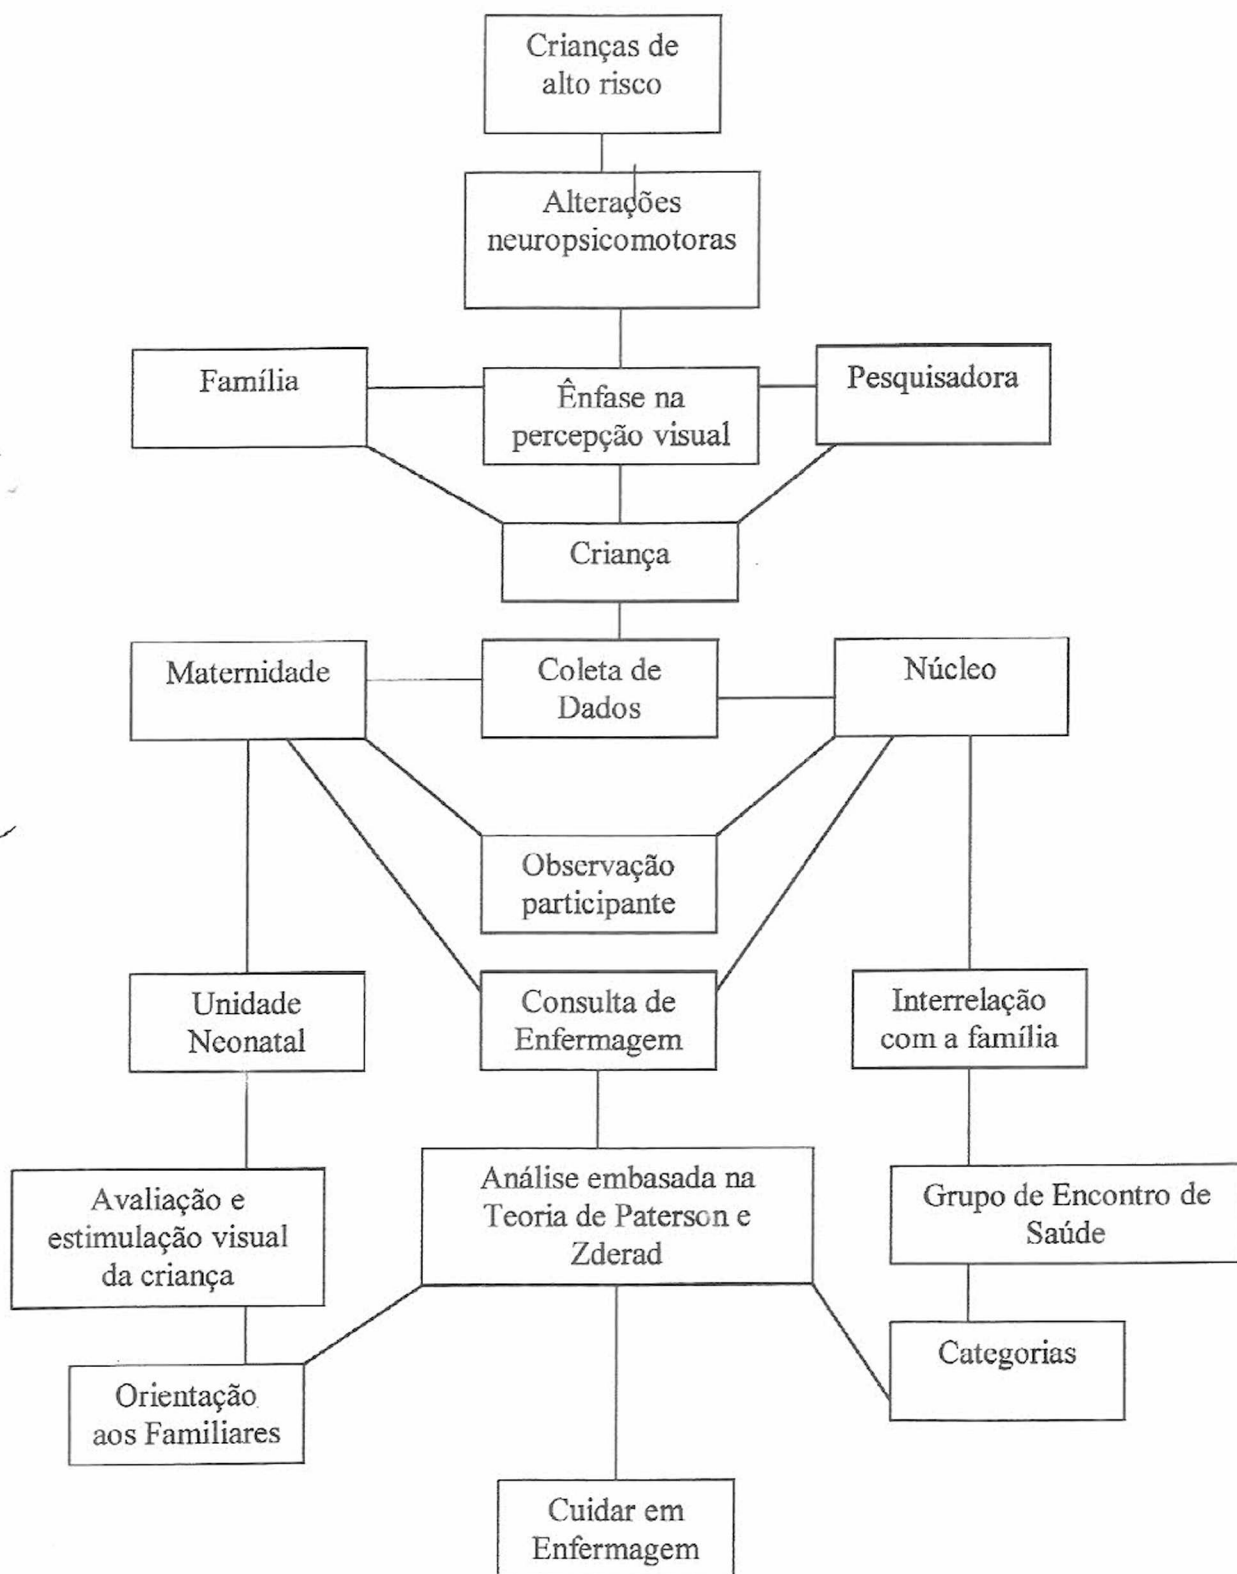 Crianças de
alto risco
Alterações
neuropsicomotoras
Família
Ênfase na
percepção visual
Pesquisadora
Criança
Maternidade
Coleta de
Dados
Núcleo
Observação
participante
Unidade
Neonatal
Consulta de
Enfermagem
Interrelação
com a família
Avaliação e
estimulação visual
da criança
Análise embasada na
Teoria de Paterson e
Zderad
Grupo de Encontro de
Saúde
Orientação
aos Familiares
Categorias
Cuidar em
Enfermagem